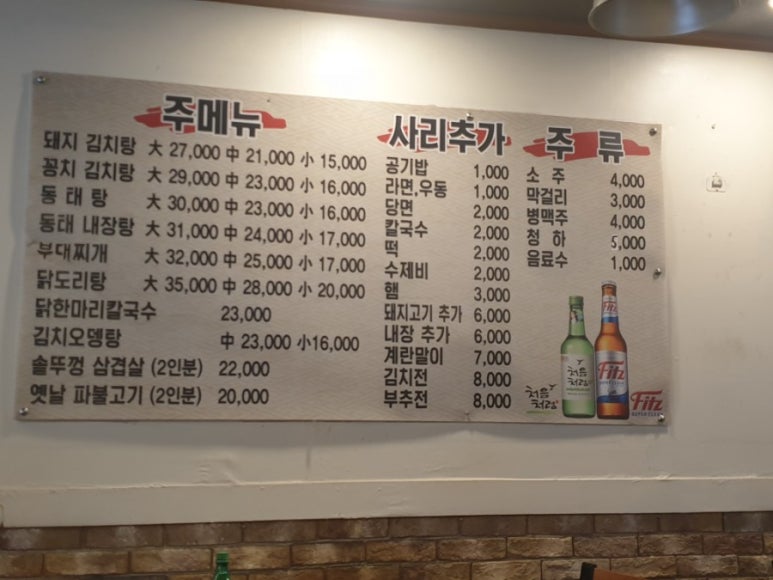 주메뉴
돼지 김치탕 大 27,000 中 21,000 小 15,000
꽁치 김치탕 大 29,000 中 23,000 小 16,000
동 태 탕 大 30,000 中 23,000 小 16,000
동태 내장탕 大 31,000 中 24,000 小 17,000
부대찌개 大 32,000 中 25,000 小 17,000
닭도리탕 大 35,000 中 28,000 小 20,000
닭한마리칼국수 23,000
김치오뎅탕 中 23,000 小16,000
솥뚜껑 삼겹살 (2인분) 22,000
옛날 파불고기 (2인분) 20,000
사리추가
공기밥 1,000
라면,우동 1,000
당면 2,000
칼국수 2,000
떡 2,000
수제비 2,000
햄 3,000
돼지고기 추가 6,000
내장 추가 6,000
계란말이 7,000
김치전 8,000
부추전 8,000
주 류
소 주 4,000
막걸리 3,000
병맥주 4,000
청 하 5,000
음료수 1,000
처음
처럼
처음
처럼
Fitz
Fitz
SUPER CLEAR